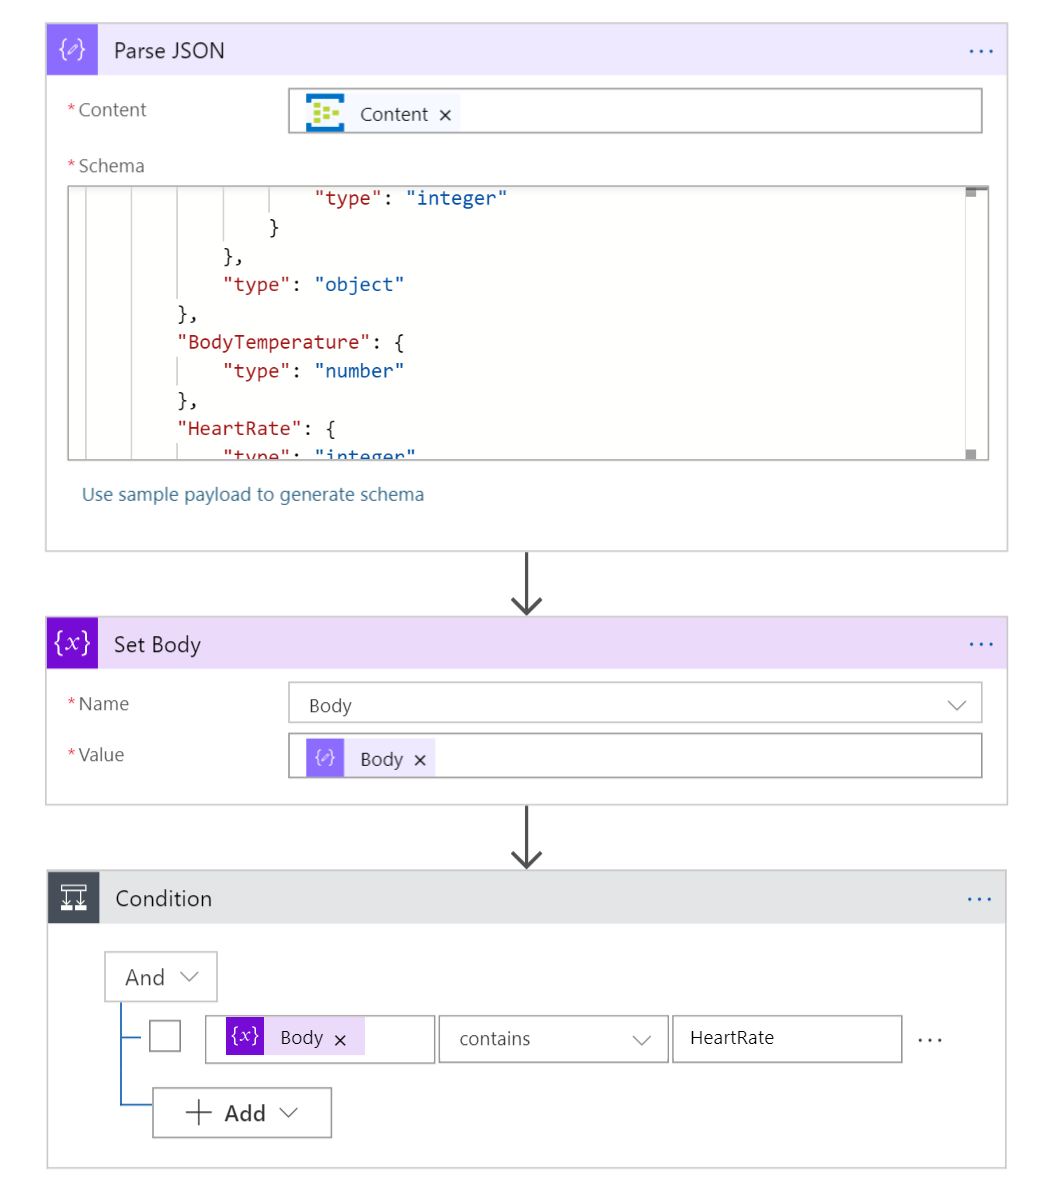 { } Parse JSON ...
* Content Content ×
* Schema
"type": "integer"
}
},
"type": "object"
},
"BodyTemperature": {
"type": "number"
},
"HeartRate": {
"type": "integer"
Use sample payload to generate schema
{x} Set Body ...
* Name Body
* Value { } Body ×
Condition ...
And
{x} Body × contains HeartRate ...
+ Add